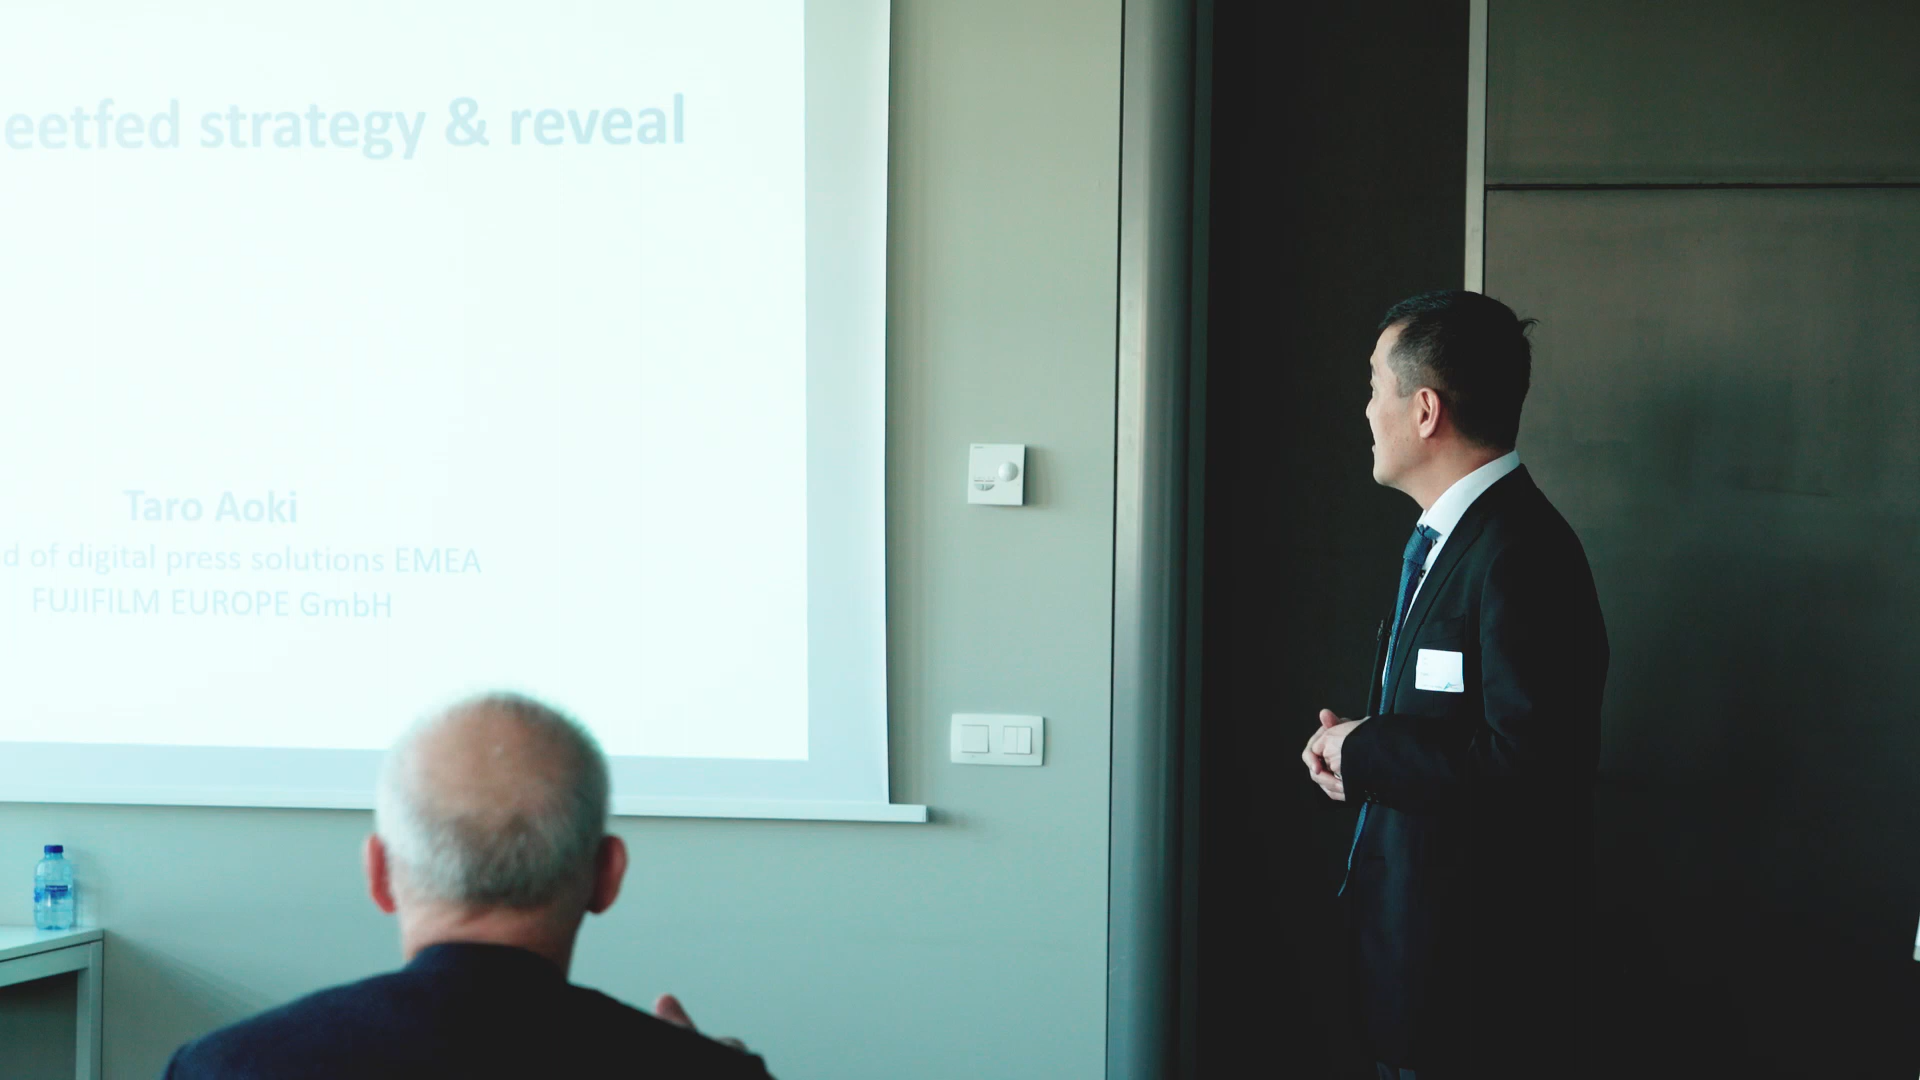 eetfed strategy & reveal
Taro Aoki
d of digital press solutions EMEA
FUJIFILM EUROPE GmbH